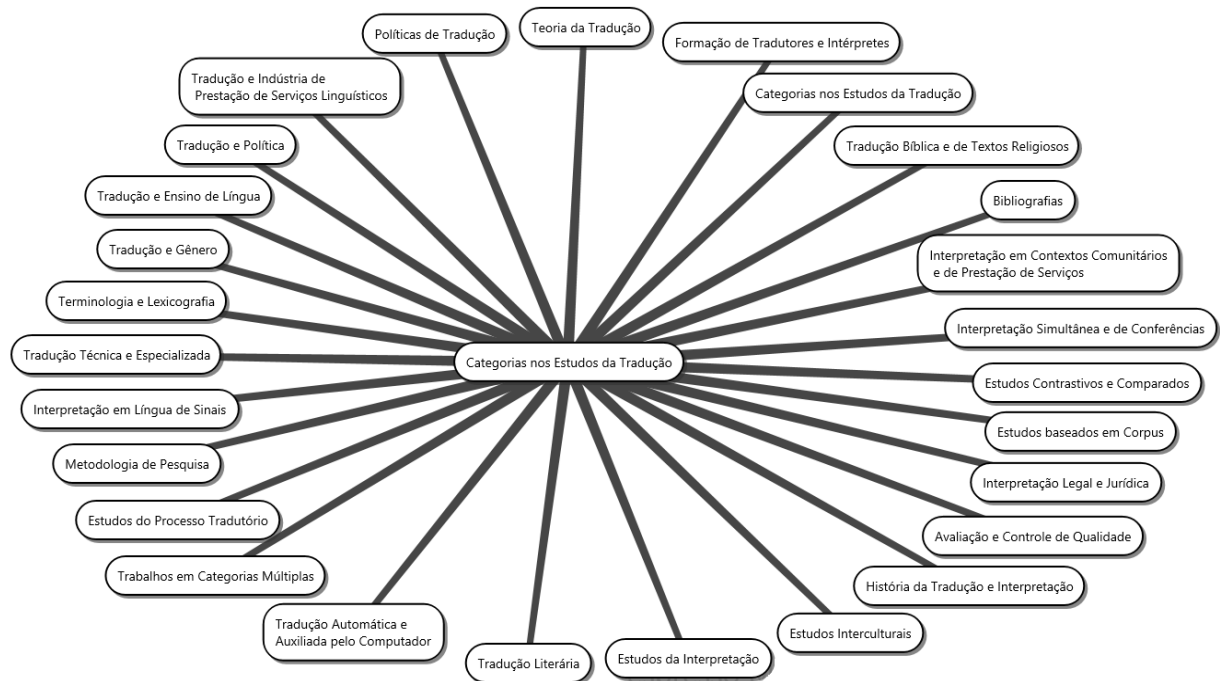 Teoria da Tradução
Políticas de Tradução
Formação de Tradutores e Intérpretes
Tradução e Indústria de
Prestação de Serviços Linguísticos
Categorias nos Estudos da Tradução
Tradução e Política
Tradução Bíblica e de Textos Religiosos
Tradução e Ensino de Língua
Bibliografias
Tradução e Gênero
Interpretação em Contextos Comunitários
e de Prestação de Serviços
Terminologia e Lexicografia
Interpretação Simultânea e de Conferências
Tradução Técnica e Especializada
Categorias nos Estudos da Tradução
Estudos Contrastivos e Comparados
Interpretação em Língua de Sinais
Estudos baseados em Corpus
Metodologia de Pesquisa
Interpretação Legal e Jurídica
Estudos do Processo Tradutório
Avaliação e Controle de Qualidade
Trabalhos em Categorias Múltiplas
História da Tradução e Interpretação
Tradução Automática e
Auxiliada pelo Computador
Estudos Interculturais
Tradução Literária
Estudos da Interpretação